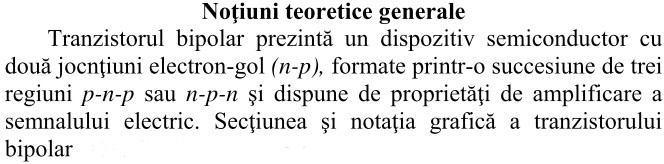 Noţiuni teoretice generale
Tranzistorul bipolar prezintă un dispozitiv semiconductor cu
două jocnţiuni electron-gol (n-p), formate printr-o succesiune de trei
regiuni p-n-p sau n-p-n şi dispune de proprietăţi de amplificare a
semnalului electric. Secţiunea şi notaţia grafică a tranzistorului
bipolar